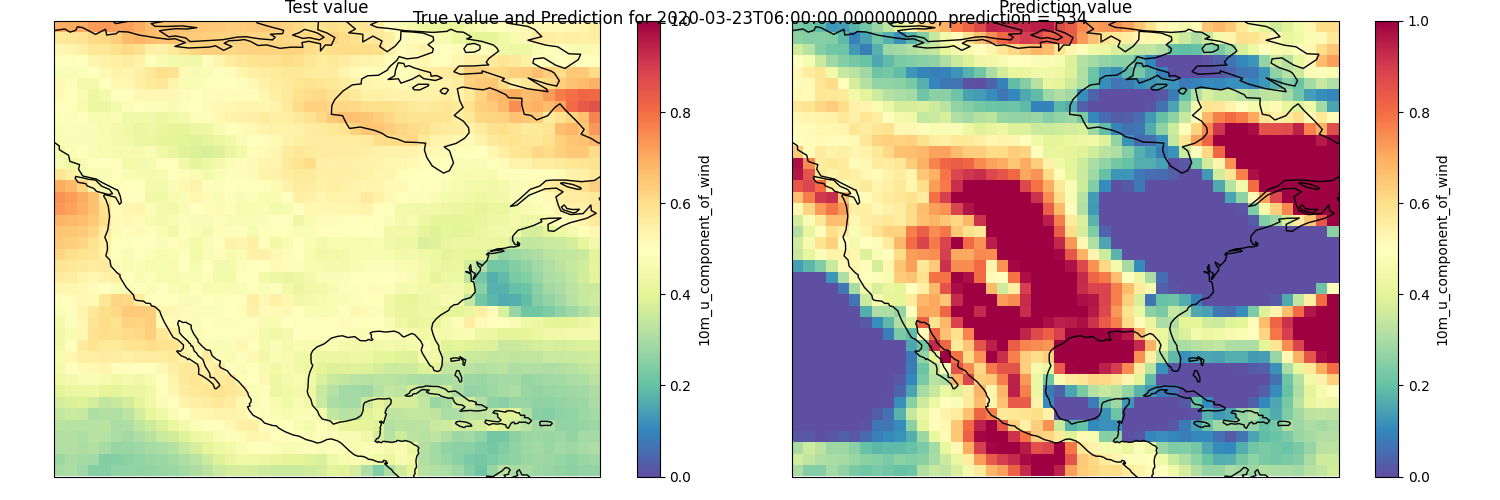 True value and Prediction for 2020-03-23T06:00:00.000000000, prediction = 534
Test value
Prediction value
1.0
0.8
0.6
0.4
0.2
0.0
10m_u_component_of_wind
1.0
0.8
0.6
0.4
0.2
0.0
10m_u_component_of_wind